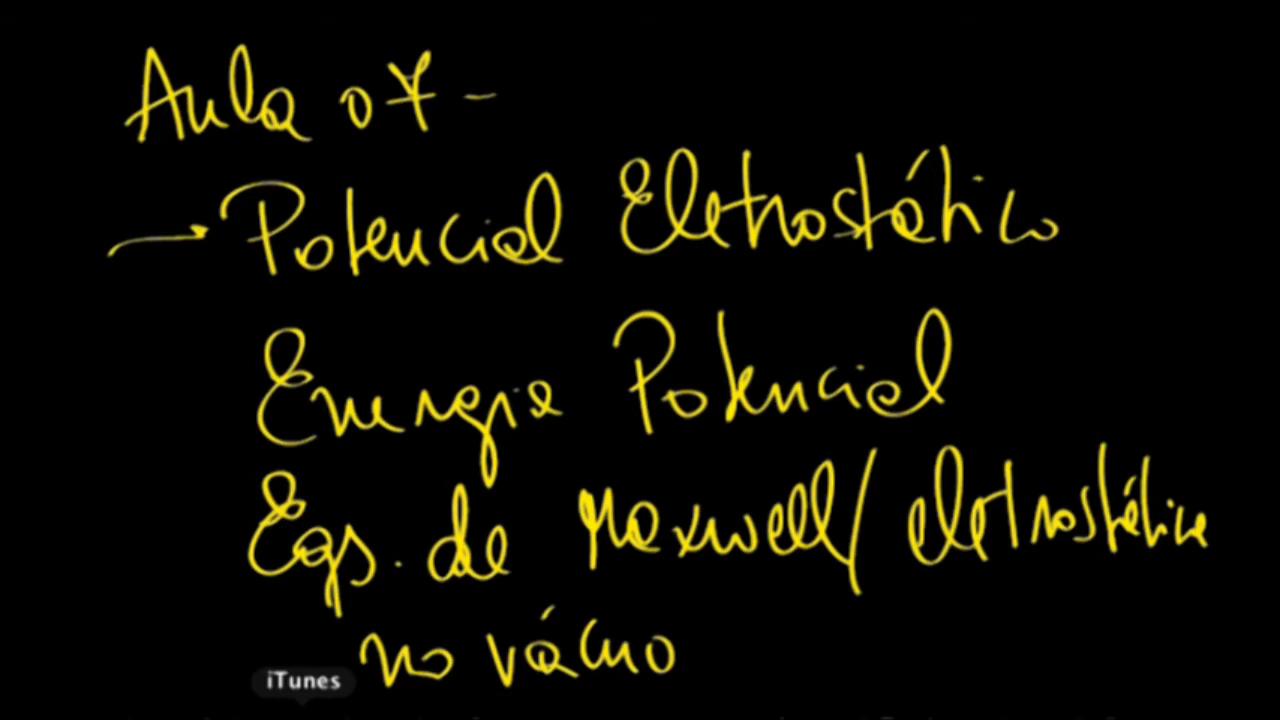 Aula 07 -
→ Potencial Eletrostático
Energia Potencial
Eqs. de Maxwell/ eletrostática
no vácuo
iTunes